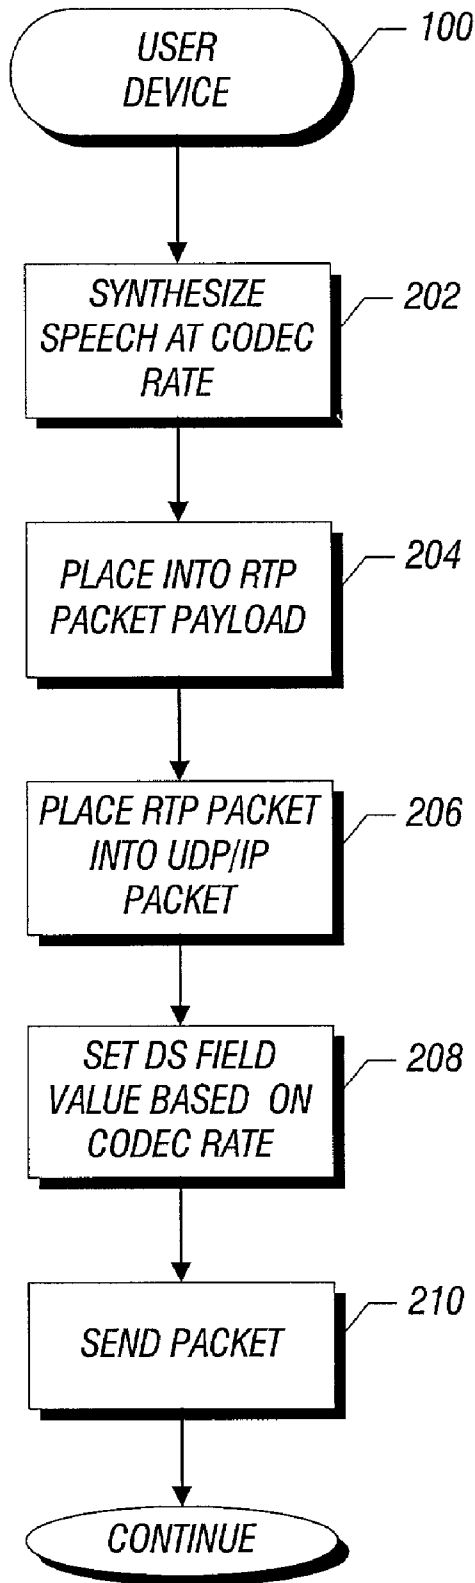 USER
DEVICE
100
SYNTHESIZE
SPEECH AT CODEC
RATE
202
PLACE INTO RTP
PACKET PAYLOAD
204
PLACE RTP PACKET
INTO UDP/IP
PACKET
206
SET DS FIELD
VALUE BASED ON
CODEC RATE
208
SEND PACKET
210
CONTINUE